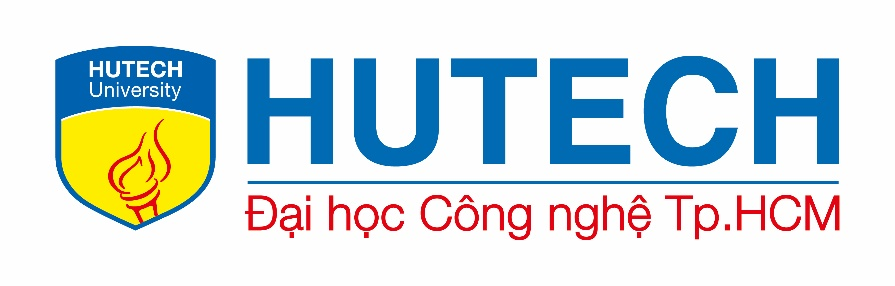 HUTECH
University
HUTECH
Đại học Công nghệ Tp.HCM